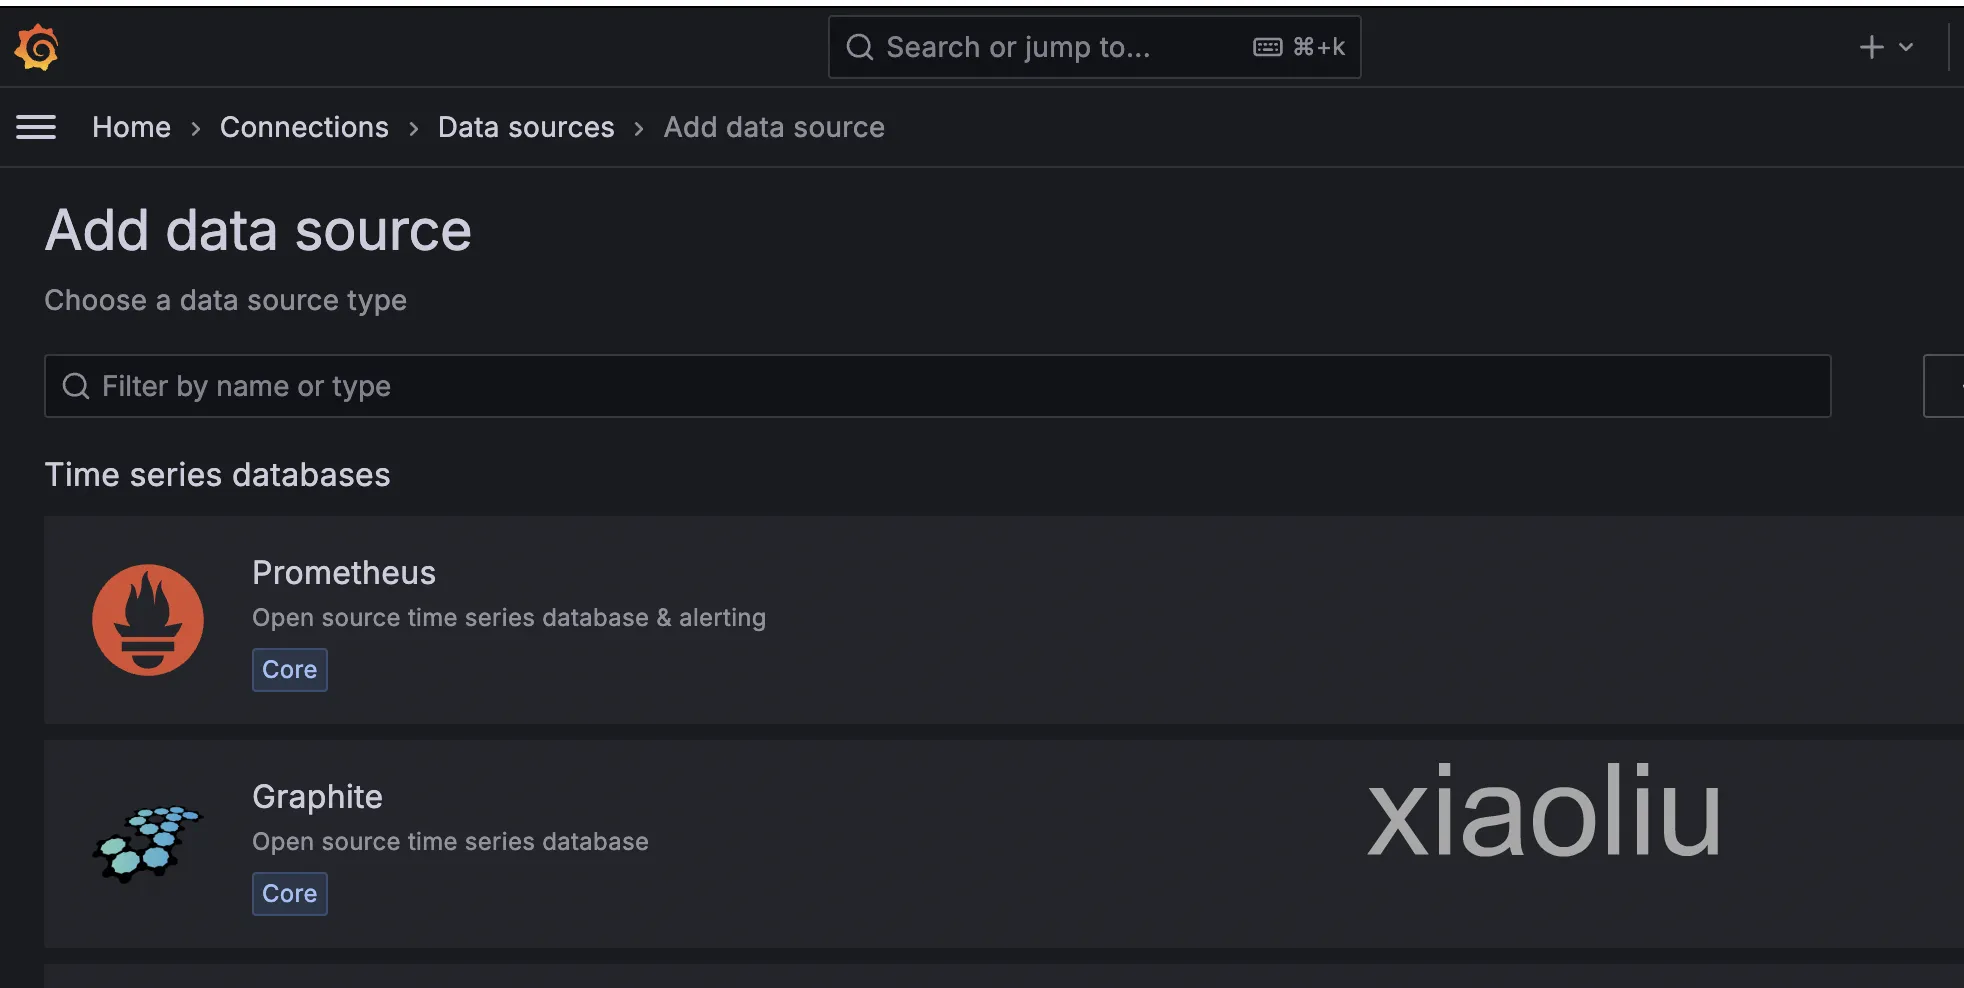 Search or jump to... ⌘+k
Home › Connections › Data sources › Add data source
Add data source
Choose a data source type
Filter by name or type
Time series databases
Prometheus
Open source time series database & alerting
Core
Graphite
Open source time series database
Core
xiaoliu